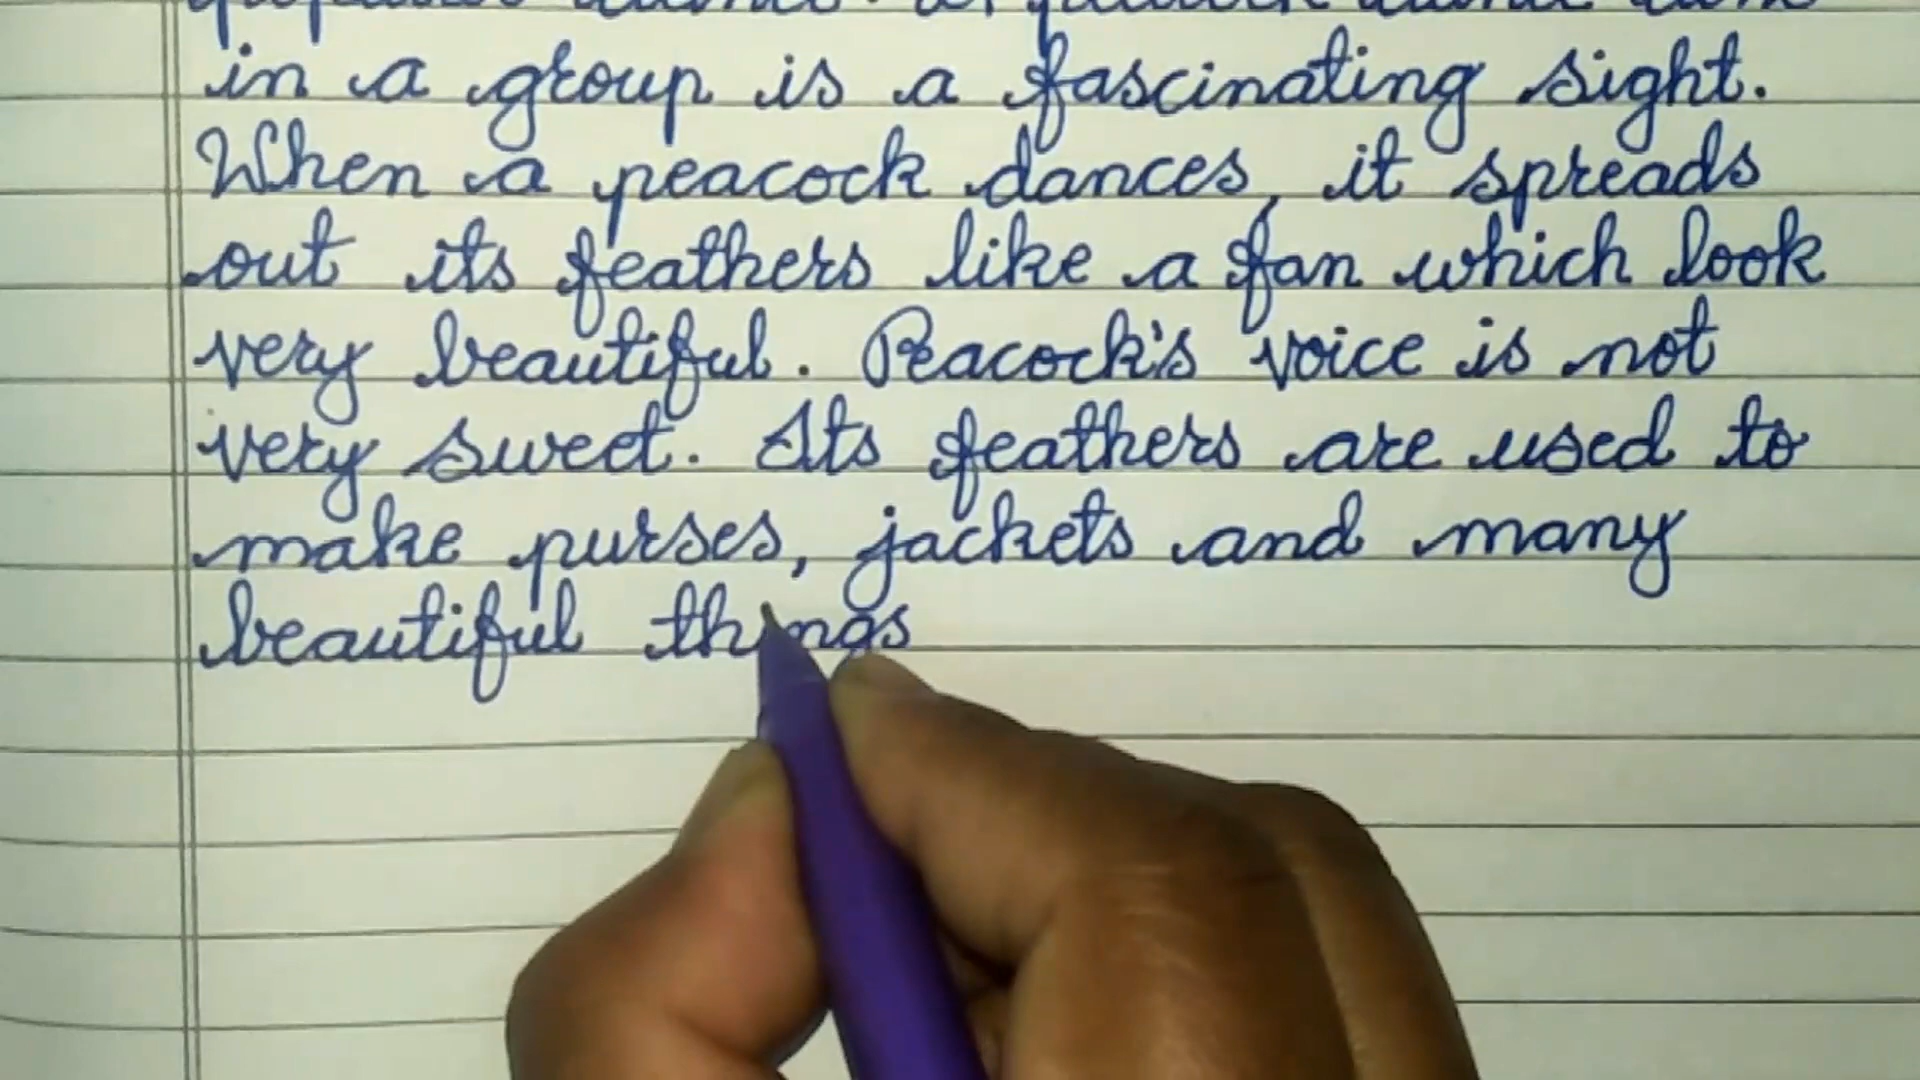 in a group is a fascinating sight.
When a peacock dances, it spreads
out its feathers like a fan which look
very beautiful. Peacock's voice is not
very sweet. Its feathers are used to
make purses, jackets and many
beautiful things